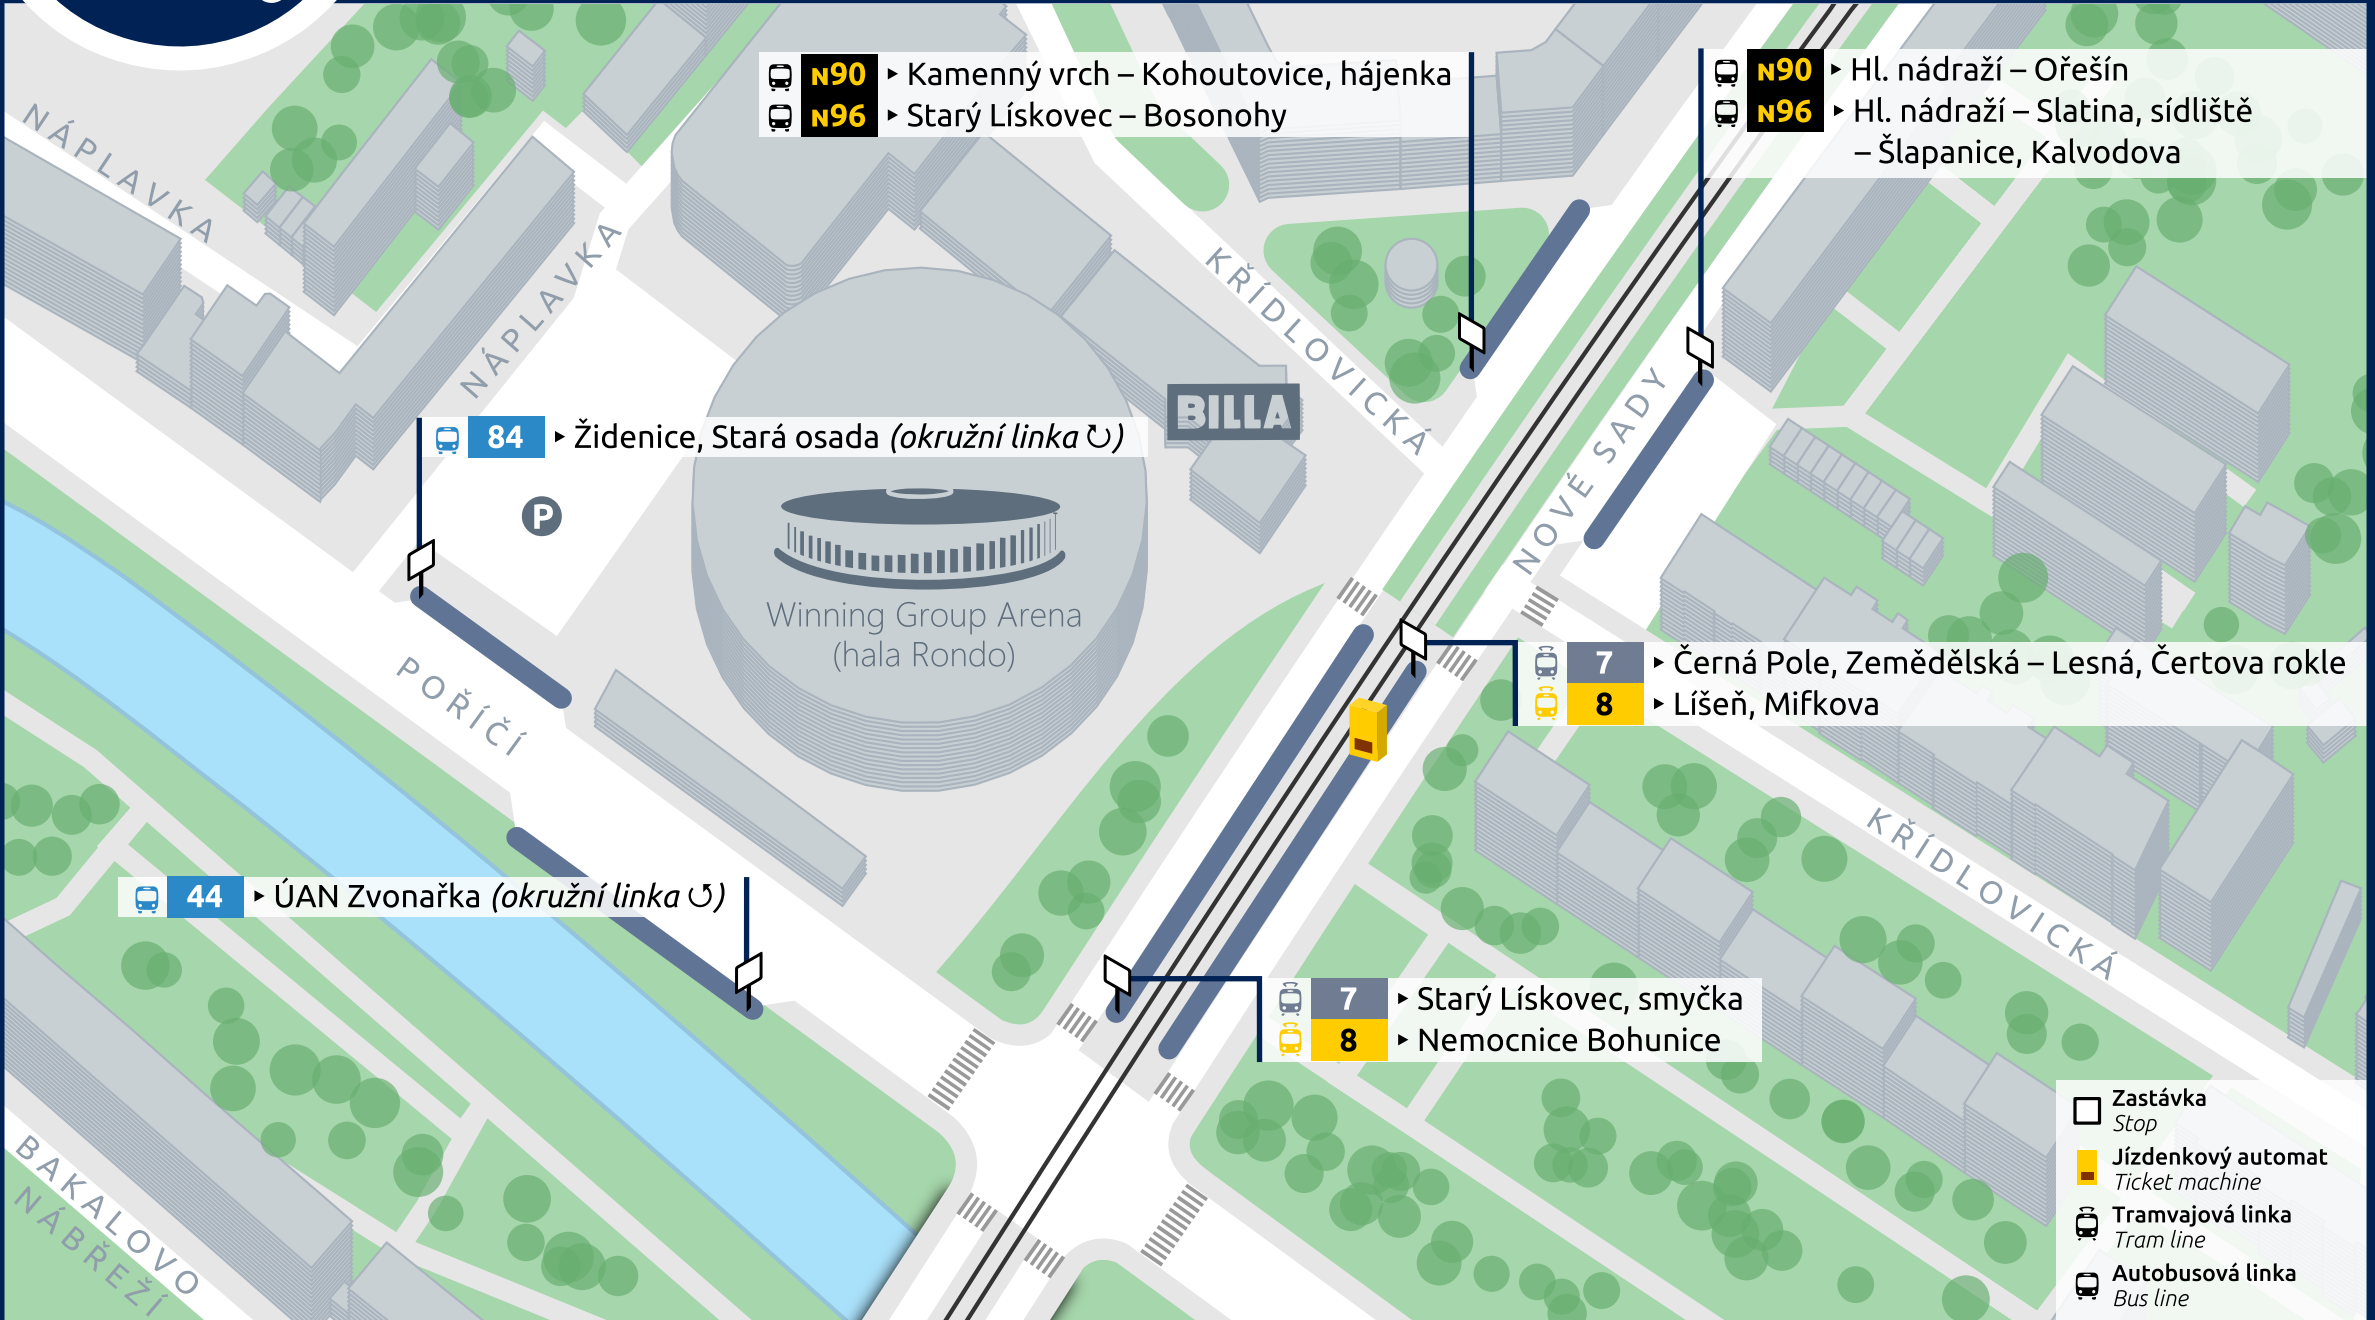 N90 ▸ Kamenný vrch – Kohoutovice, hájenka
N96 ▸ Starý Lískovec – Bosonohy
N90 ▸ Hl. nádraží – Ořešín
N96 ▸ Hl. nádraží – Slatina, sídliště
– Šlapanice, Kalvodova
NÁPLAVKA
NÁPLAVKA
KŘÍDLOVICKÁ
BILLA
NOVÉ SADY
84 ▸ Židenice, Stará osada (okružní linka ↻)
P
Winning Group Arena
(hala Rondo)
POŘÍČÍ
7 ▸ Černá Pole, Zemědělská – Lesná, Čertova rokle
8 ▸ Líšeň, Mifkova
KŘÍDLOVICKÁ
44 ▸ ÚAN Zvonařka (okružní linka ↺)
7 ▸ Starý Lískovec, smyčka
8 ▸ Nemocnice Bohunice
BAKALOVO
NÁBŘEŽÍ
Zastávka
Stop
Jízdenkový automat
Ticket machine
Tramvajová linka
Tram line
Autobusová linka
Bus line